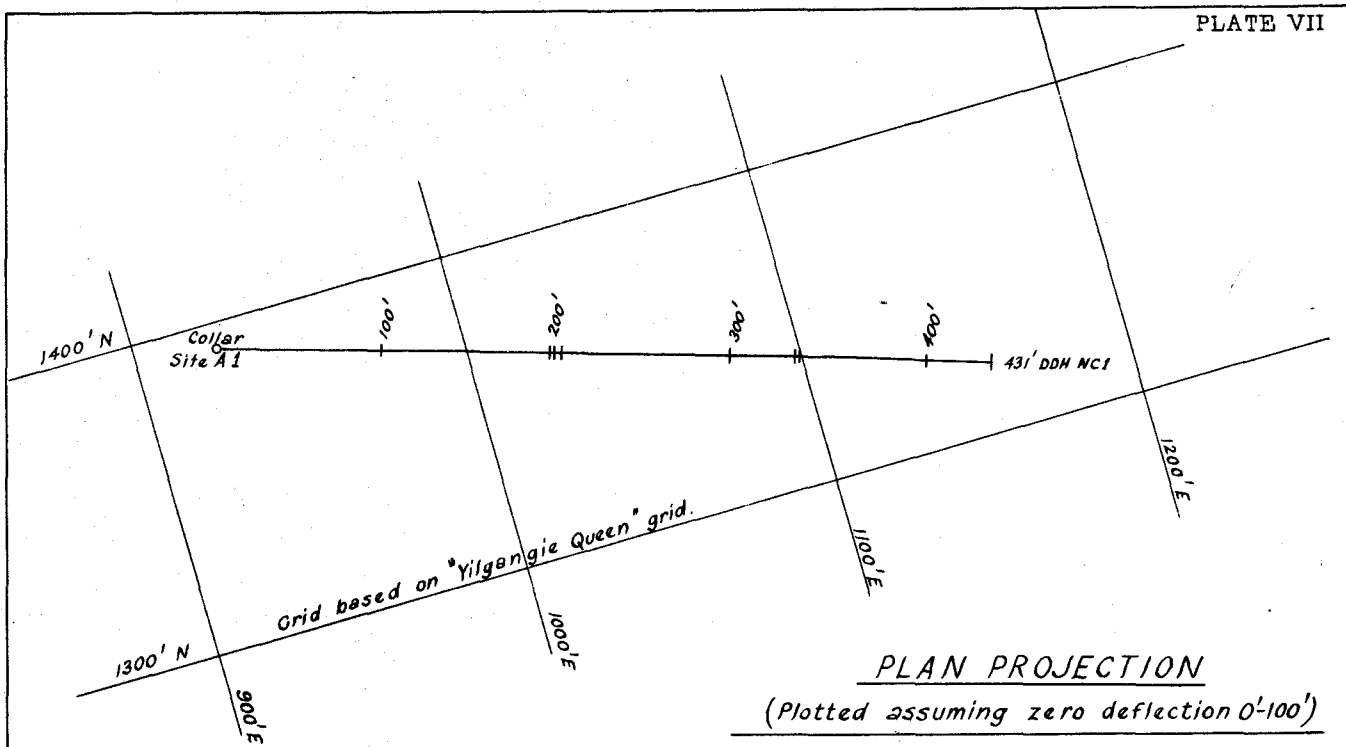 PLATE VII
1400' N
Collar
Site A1
100'
200'
300'
400'
431' DDH NC1
Grid based on "Yilgangie Queen" grid.
1300' N
900'E
1000'E
1100'E
1200'E
PLAN PROJECTION
(Plotted assuming zero deflection 0'-100')